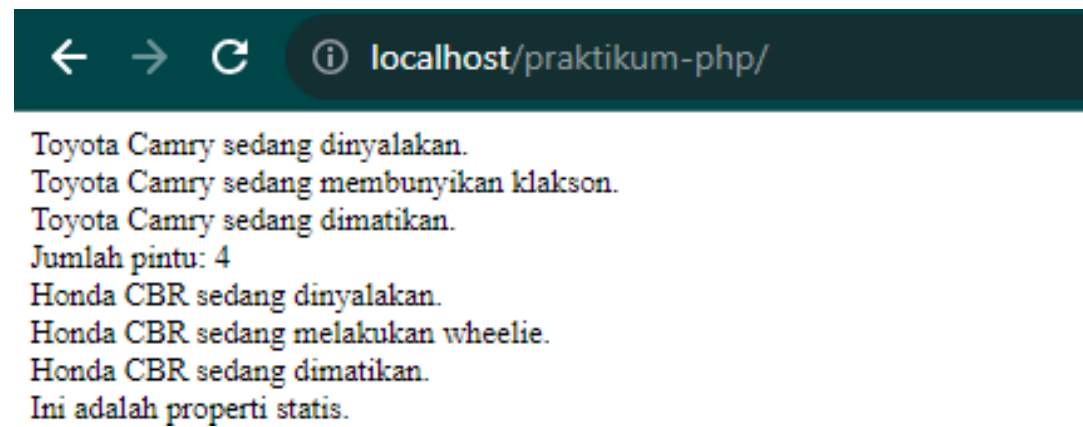 localhost/praktikum-php/
Toyota Camry sedang dinyalakan.
Toyota Camry sedang membunyikan klakson.
Toyota Camry sedang dimatikan.
Jumlah pintu: 4
Honda CBR sedang dinyalakan.
Honda CBR sedang melakukan wheelie.
Honda CBR sedang dimatikan.
Ini adalah properti statis.